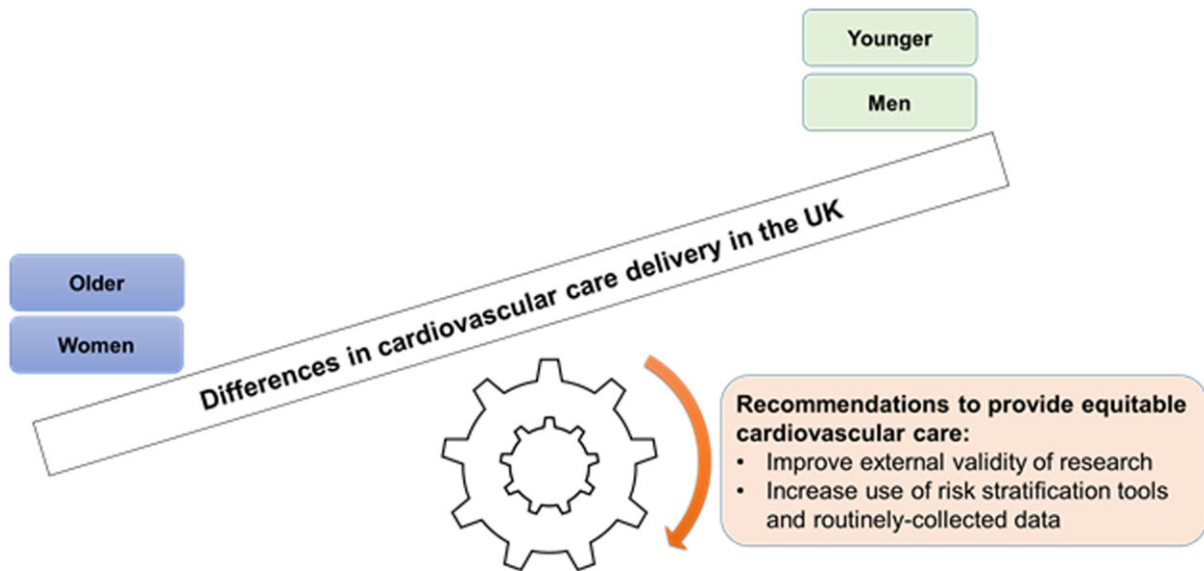 Younger
Men
Older
Women
Differences in cardiovascular care delivery in the UK
Recommendations to provide equitable
cardiovascular care:
• Improve external validity of research
• Increase use of risk stratification tools
and routinely-collected data